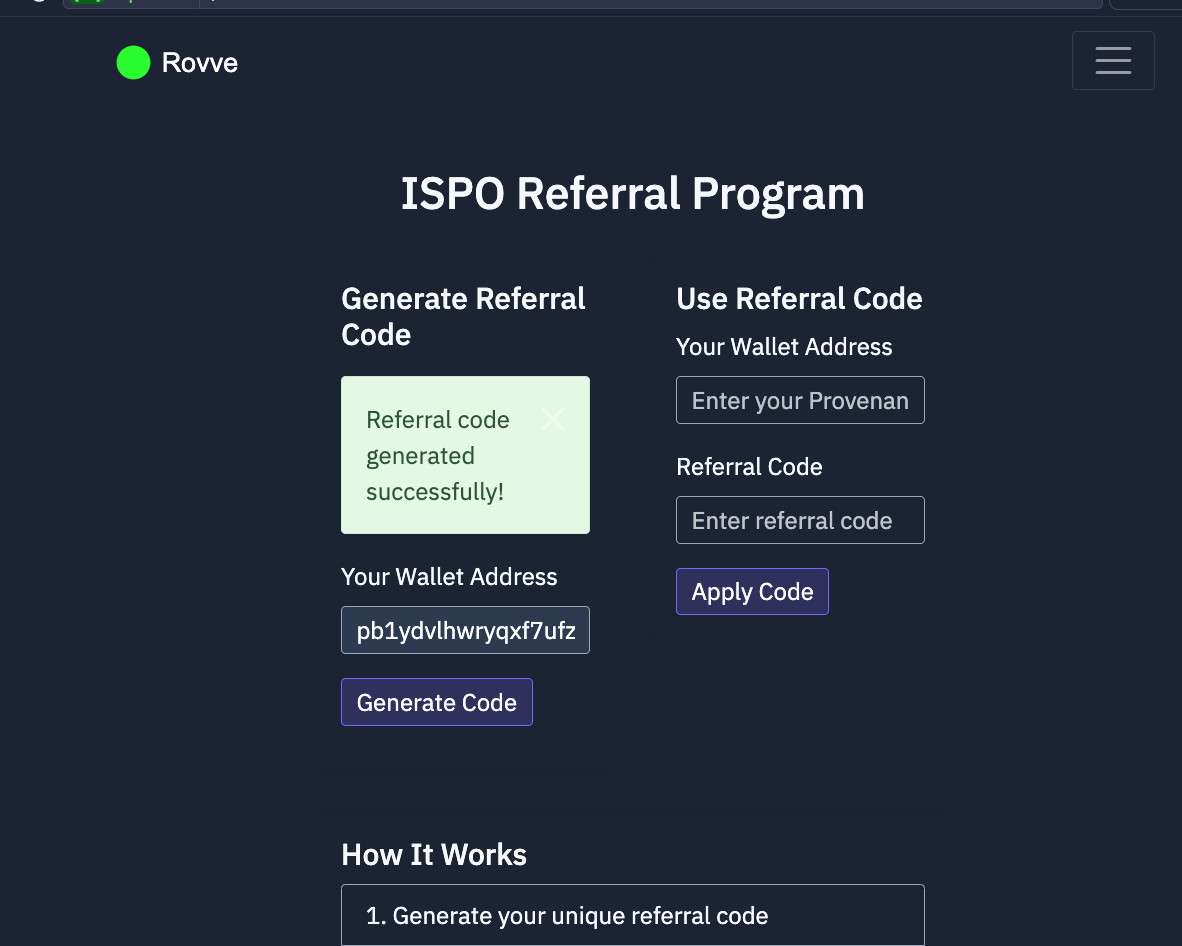 Rovve
ISPO Referral Program
Generate Referral
Code
Referral code
generated
successfully!
Your Wallet Address
pb1ydvlhwryqxf7ufz
Generate Code
Use Referral Code
Your Wallet Address
Enter your Provenan
Referral Code
Enter referral code
Apply Code
How It Works
1. Generate your unique referral code